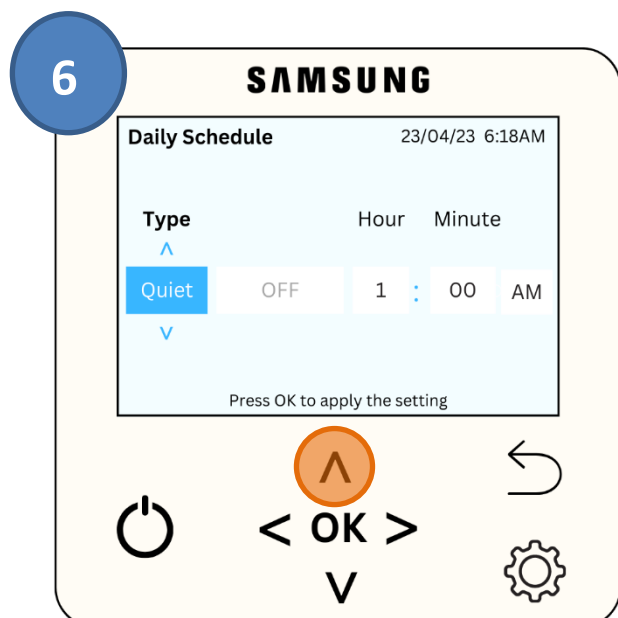 6
SAMSUNG
Daily Schedule 23/04/23 6:18AM
Type Hour Minute
Quiet OFF 1 : 00 AM
Press OK to apply the setting
< OK >